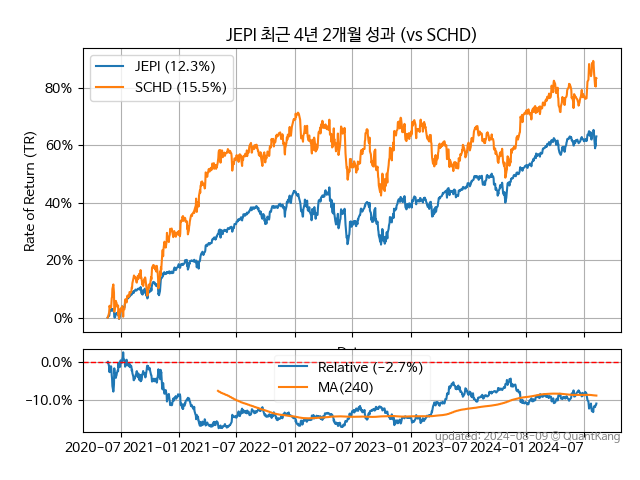 JEPI 최근 4년 2개월 성과 (vs SCHD)
JEPI (12.3%)
SCHD (15.5%)
Rate of Return (TR)
80%
60%
40%
20%
0%
Relative (−2.7%)
MA(240)
0.0%
−10.0%
updated: 2024-08-09 © QuantKang
2020-07 2021-01 2021-07 2022-01 2022-07 2023-01 2023-07 2024-01 2024-07